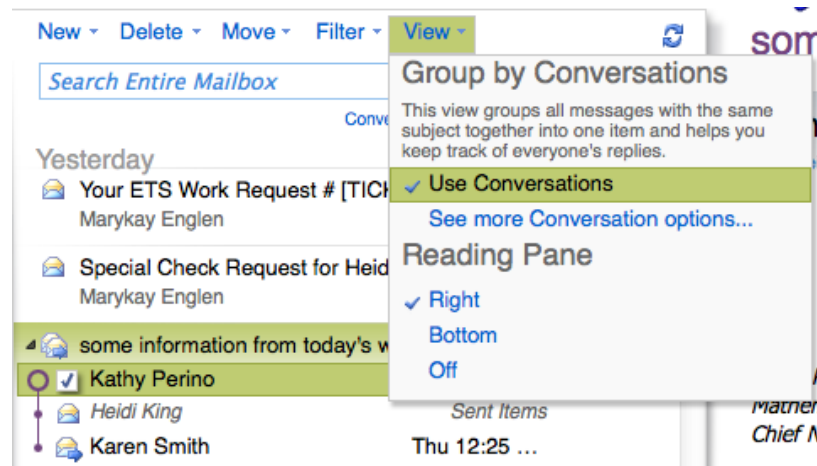 New Delete Move Filter View
som
Search Entire Mailbox
Group by Conversations
This view groups all messages with the same
subject together into one item and helps you
keep track of everyone's replies.
Conve
Yesterday
Your ETS Work Request # [TICK
Marykay Englen
Use Conversations
See more Conversation options...
Special Check Request for Heid
Marykay Englen
Reading Pane
Right
Bottom
Off
some information from today's w
Kathy Perino
Heidi King Sent Items
Karen Smith Thu 12:25 ...
Mather
Chief N